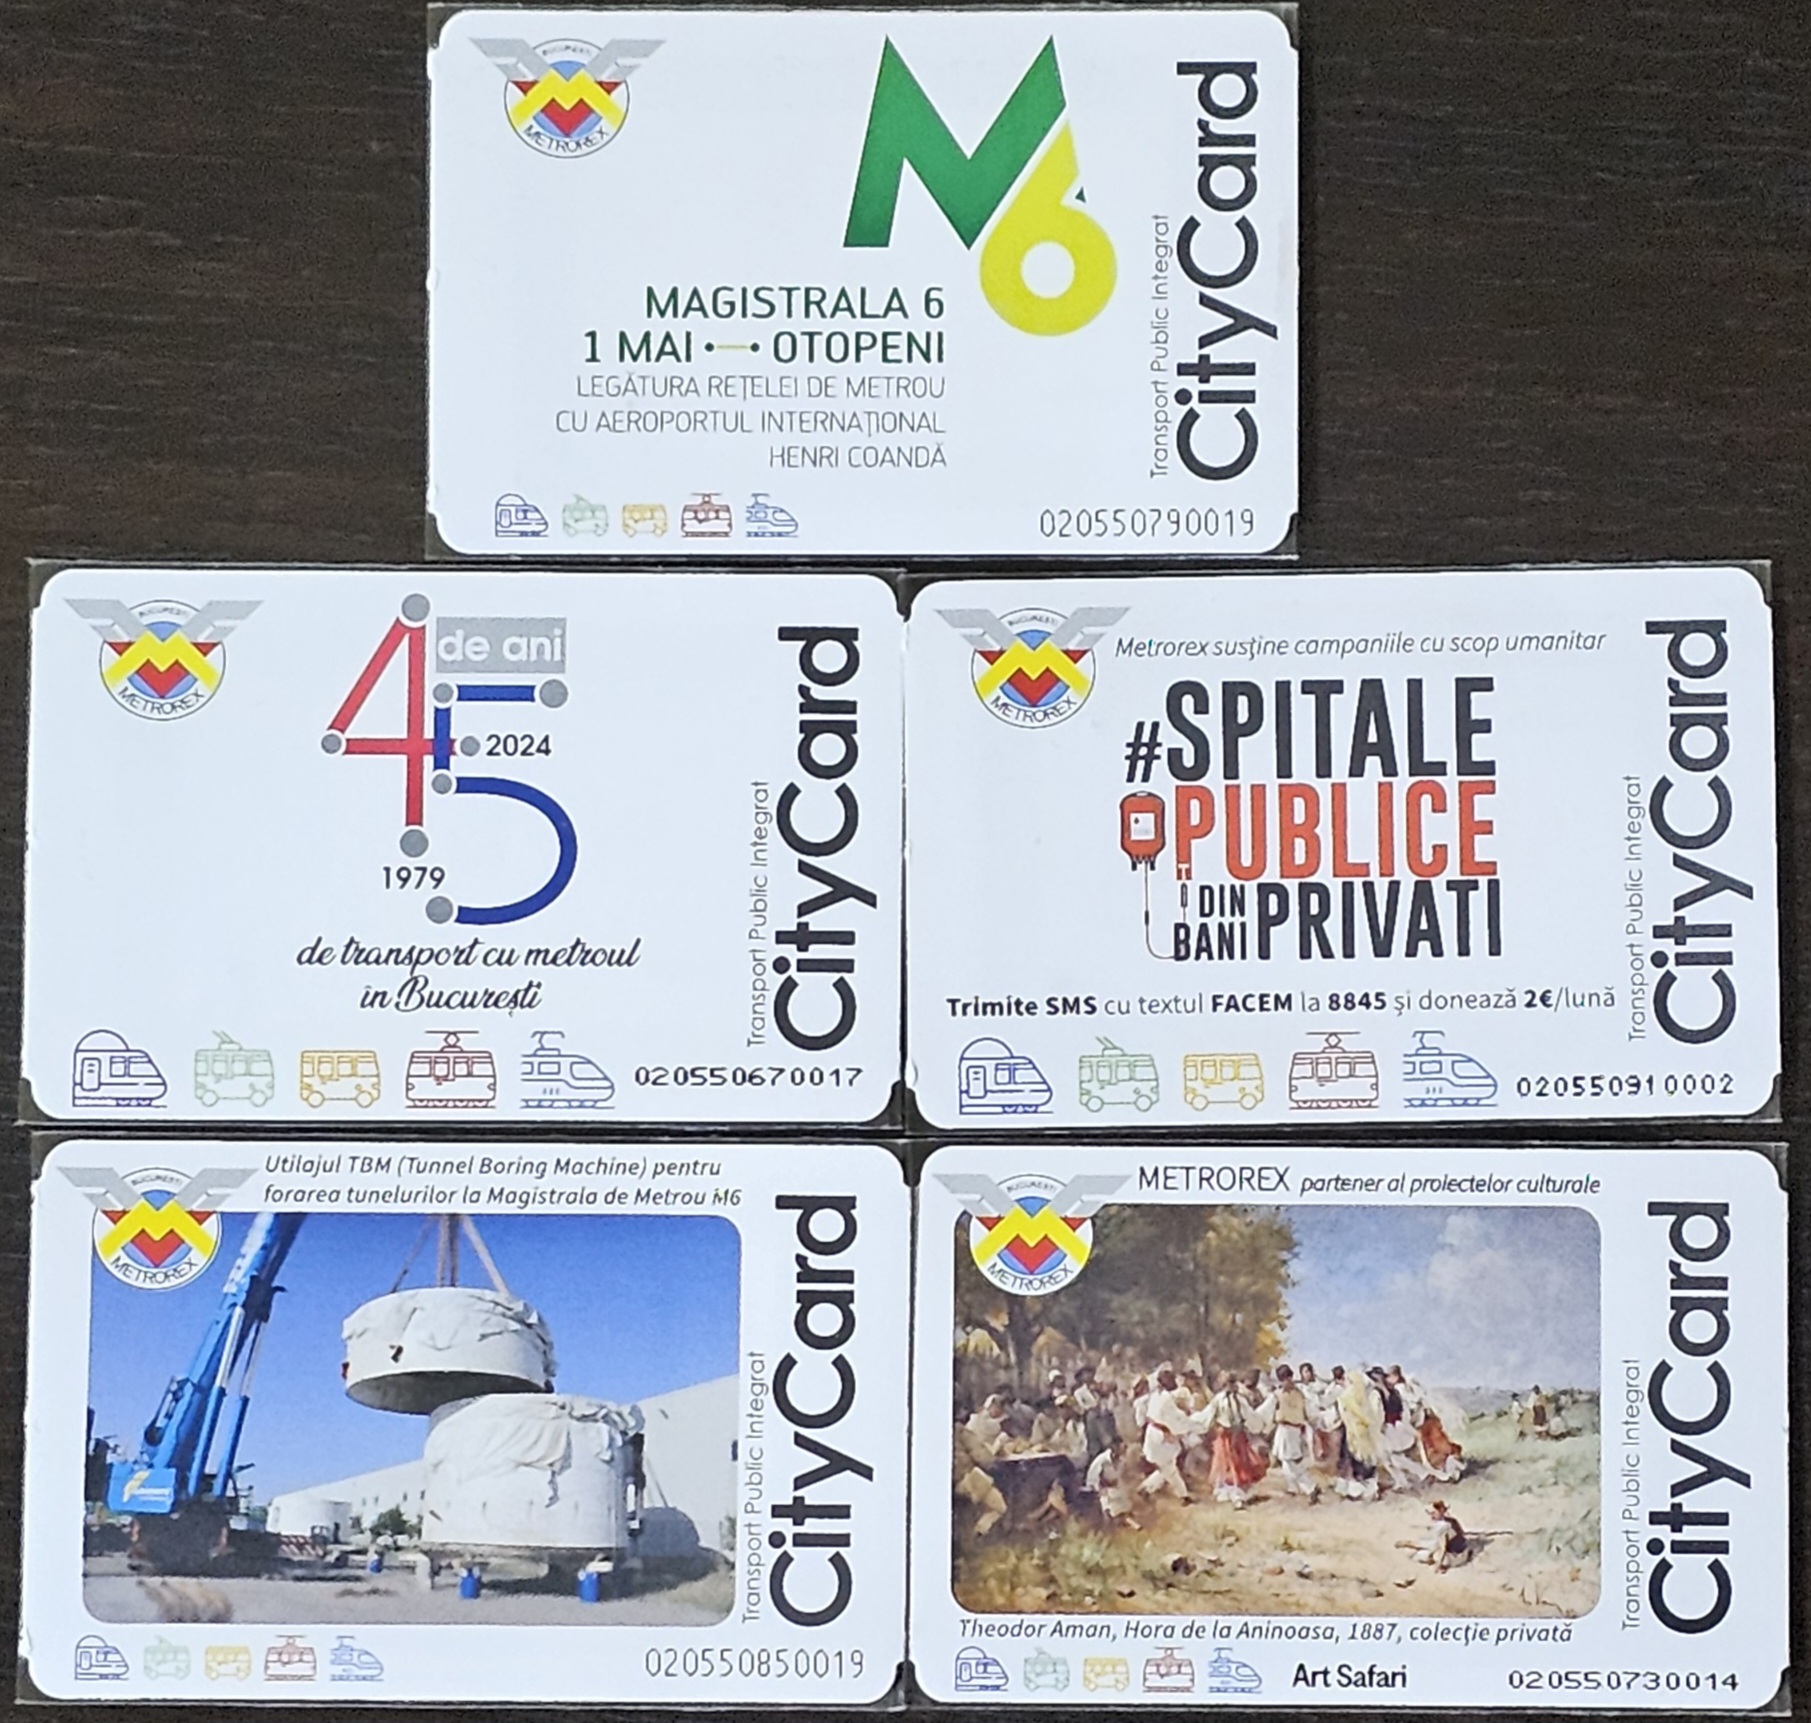 BUCUREȘTI
METROREX
M6
MAGISTRALA 6
1 MAI •—• OTOPENI
LEGĂTURA REȚELEI DE METROU
CU AEROPORTUL INTERNAȚIONAL
HENRI COANDĂ
020550790019
Transport Public Integrat
CityCard
BUCUREȘTI
METROREX
45
de ani
2024
1979
de transport cu metroul
în București
020550670017
Transport Public Integrat
CityCard
BUCUREȘTI
METROREX
Metrorex susține campaniile cu scop umanitar
#SPITALE
PUBLICE
DIN
BANI PRIVATI
Trimite SMS cu textul FACEM la 8845 și donează 2€/lună
020550910002
Transport Public Integrat
CityCard
BUCUREȘTI
METROREX
Utilajul TBM (Tunnel Boring Machine) pentru
forarea tunelurilor la Magistrala de Metrou M6
020550850019
Transport Public Integrat
CityCard
BUCUREȘTI
METROREX
METROREX partener al proiectelor culturale
Theodor Aman, Hora de la Aninoasa, 1887, colecție privată
Art Safari
020550730014
Transport Public Integrat
CityCard